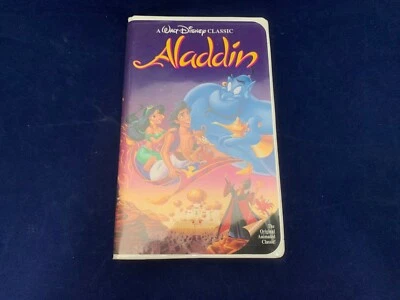 A Walt Disney CLASSIC
Aladdin
The
Original
Animated
Classic